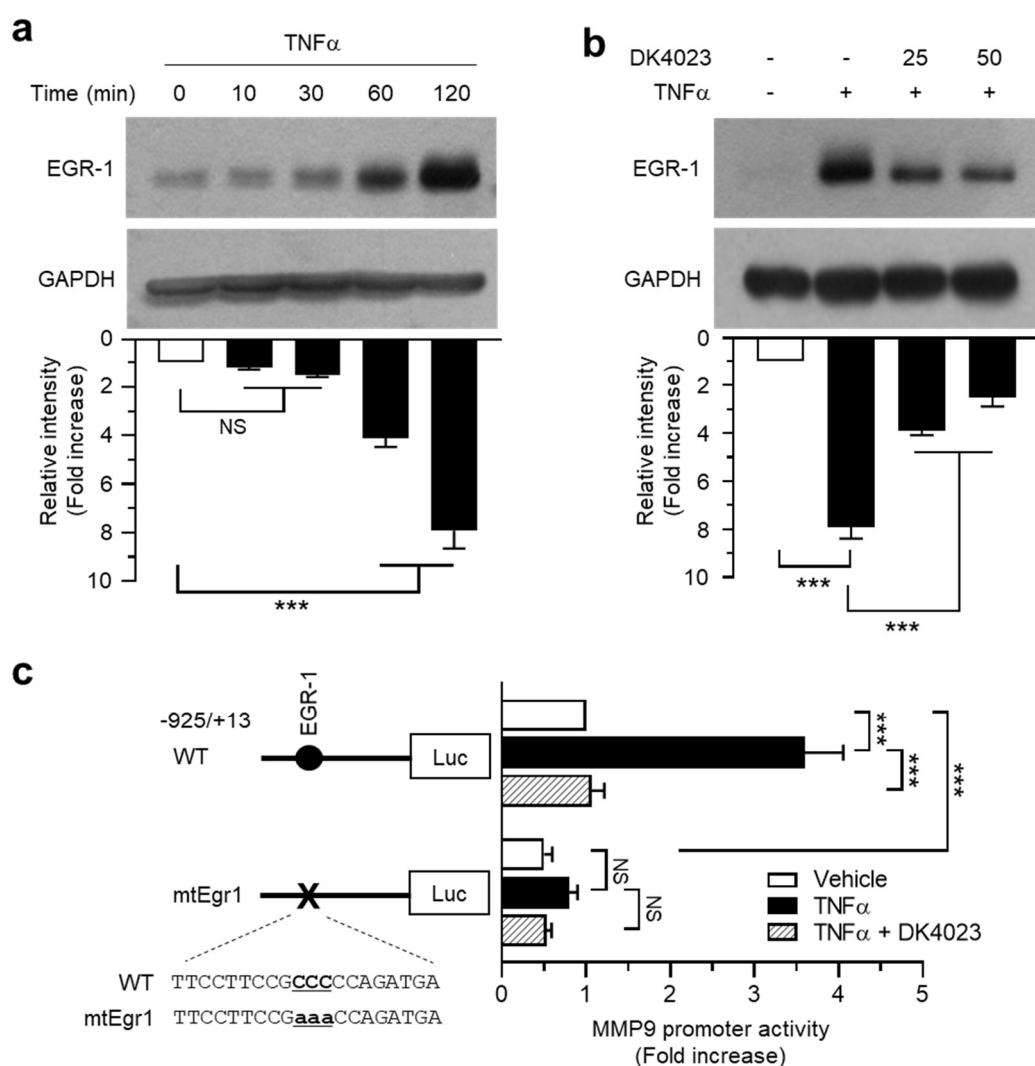 a
TNFα
Time (min) 0 10 30 60 120
EGR-1
GAPDH
0
2
4
6
8
10
Relative intensity
(Fold increase)
NS
***
b
DK4023 - - 25 50
TNFα - + + +
EGR-1
GAPDH
0
2
4
6
8
10
Relative intensity
(Fold increase)
***
***
c
-925/+13
WT
EGR-1
Luc
mtEgr1
X
Luc
WT TTCCTTCCGCCCCCAGATGA
mtEgr1 TTCCTTCCGaaaCCAGATGA
***
***
***
NS
NS
Vehicle
TNFα
TNFα + DK4023
0 1 2 3 4 5
MMP9 promoter activity
(Fold increase)